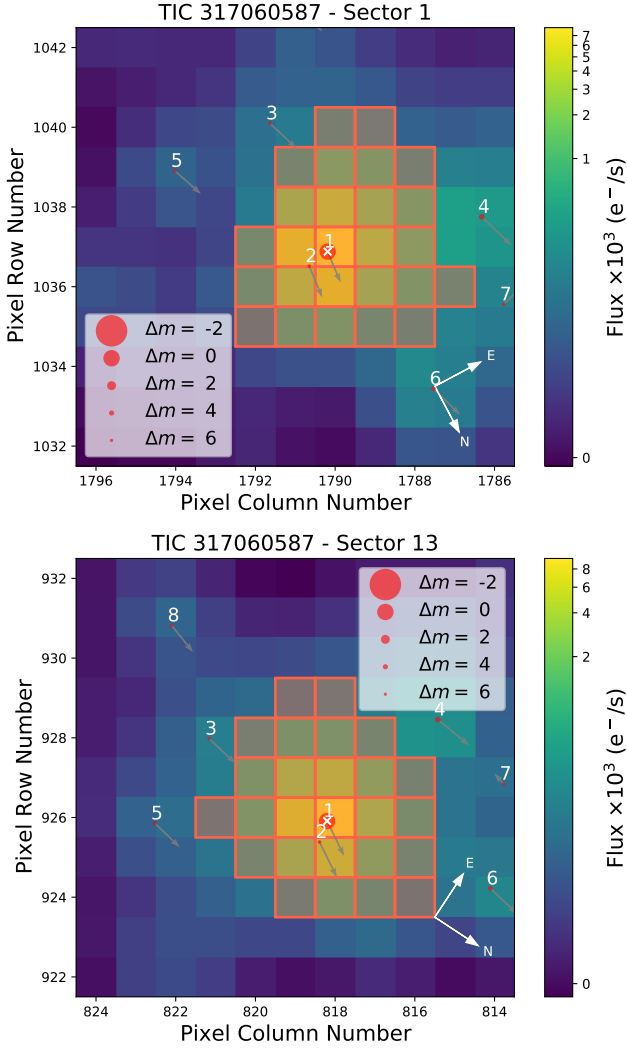 TIC 317060587 - Sector 1
Pixel Row Number
1042
1040
1038
1036
1034
1032
3
5
4
1
2
7
6
E
N
Δm = -2
Δm = 0
Δm = 2
Δm = 4
Δm = 6
1796
1794
1792
1790
1788
1786
Pixel Column Number
7
6
5
4
3
2
1
0
Flux ×10³ (e⁻/s)
TIC 317060587 - Sector 13
Pixel Row Number
932
930
928
926
924
922
Δm = -2
Δm = 0
Δm = 2
Δm = 4
Δm = 6
8
4
3
7
5
1
2
6
E
N
824
822
820
818
816
814
Pixel Column Number
8
6
4
2
0
Flux ×10³ (e⁻/s)